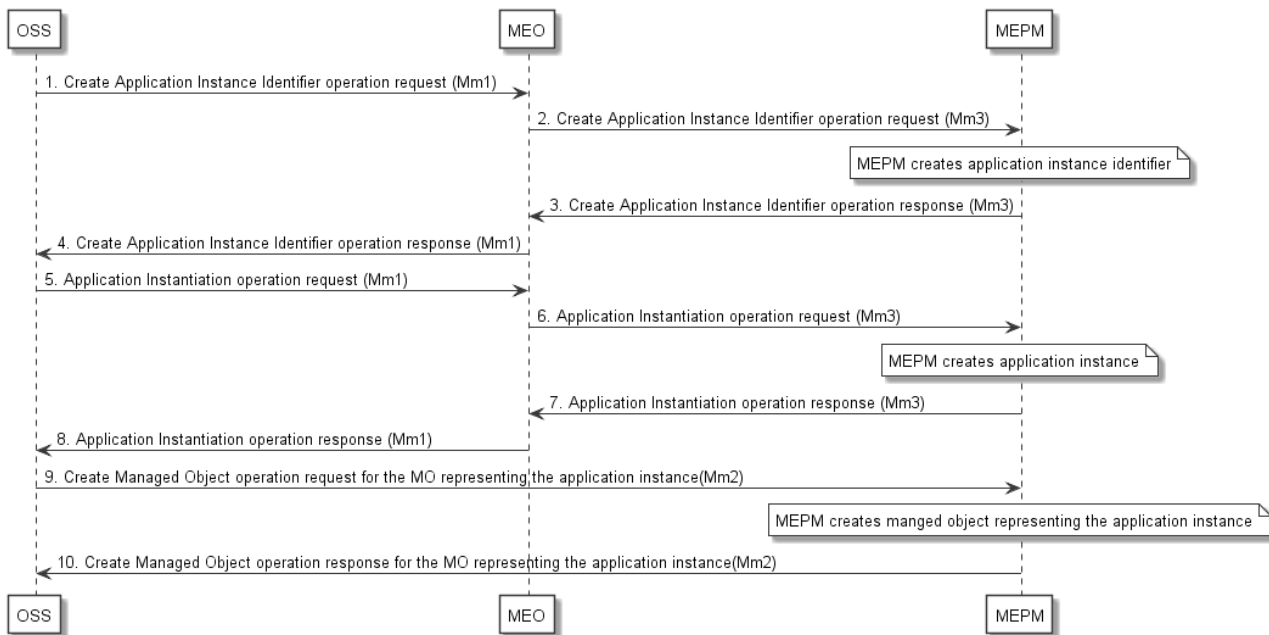 OSS MEO MEPM
1. Create Application Instance Identifier operation request (Mm1)
2. Create Application Instance Identifier operation request (Mm3)
MEPM creates application instance identifier
3. Create Application Instance Identifier operation response (Mm3)
4. Create Application Instance Identifier operation response (Mm1)
5. Application Instantiation operation request (Mm1)
6. Application Instantiation operation request (Mm3)
MEPM creates application instance
7. Application Instantiation operation response (Mm3)
8. Application Instantiation operation response (Mm1)
9. Create Managed Object operation request for the MO representing the application instance(Mm2)
MEPM creates manged object representing the application instance
10. Create Managed Object operation response for the MO representing the application instance(Mm2)
OSS MEO MEPM